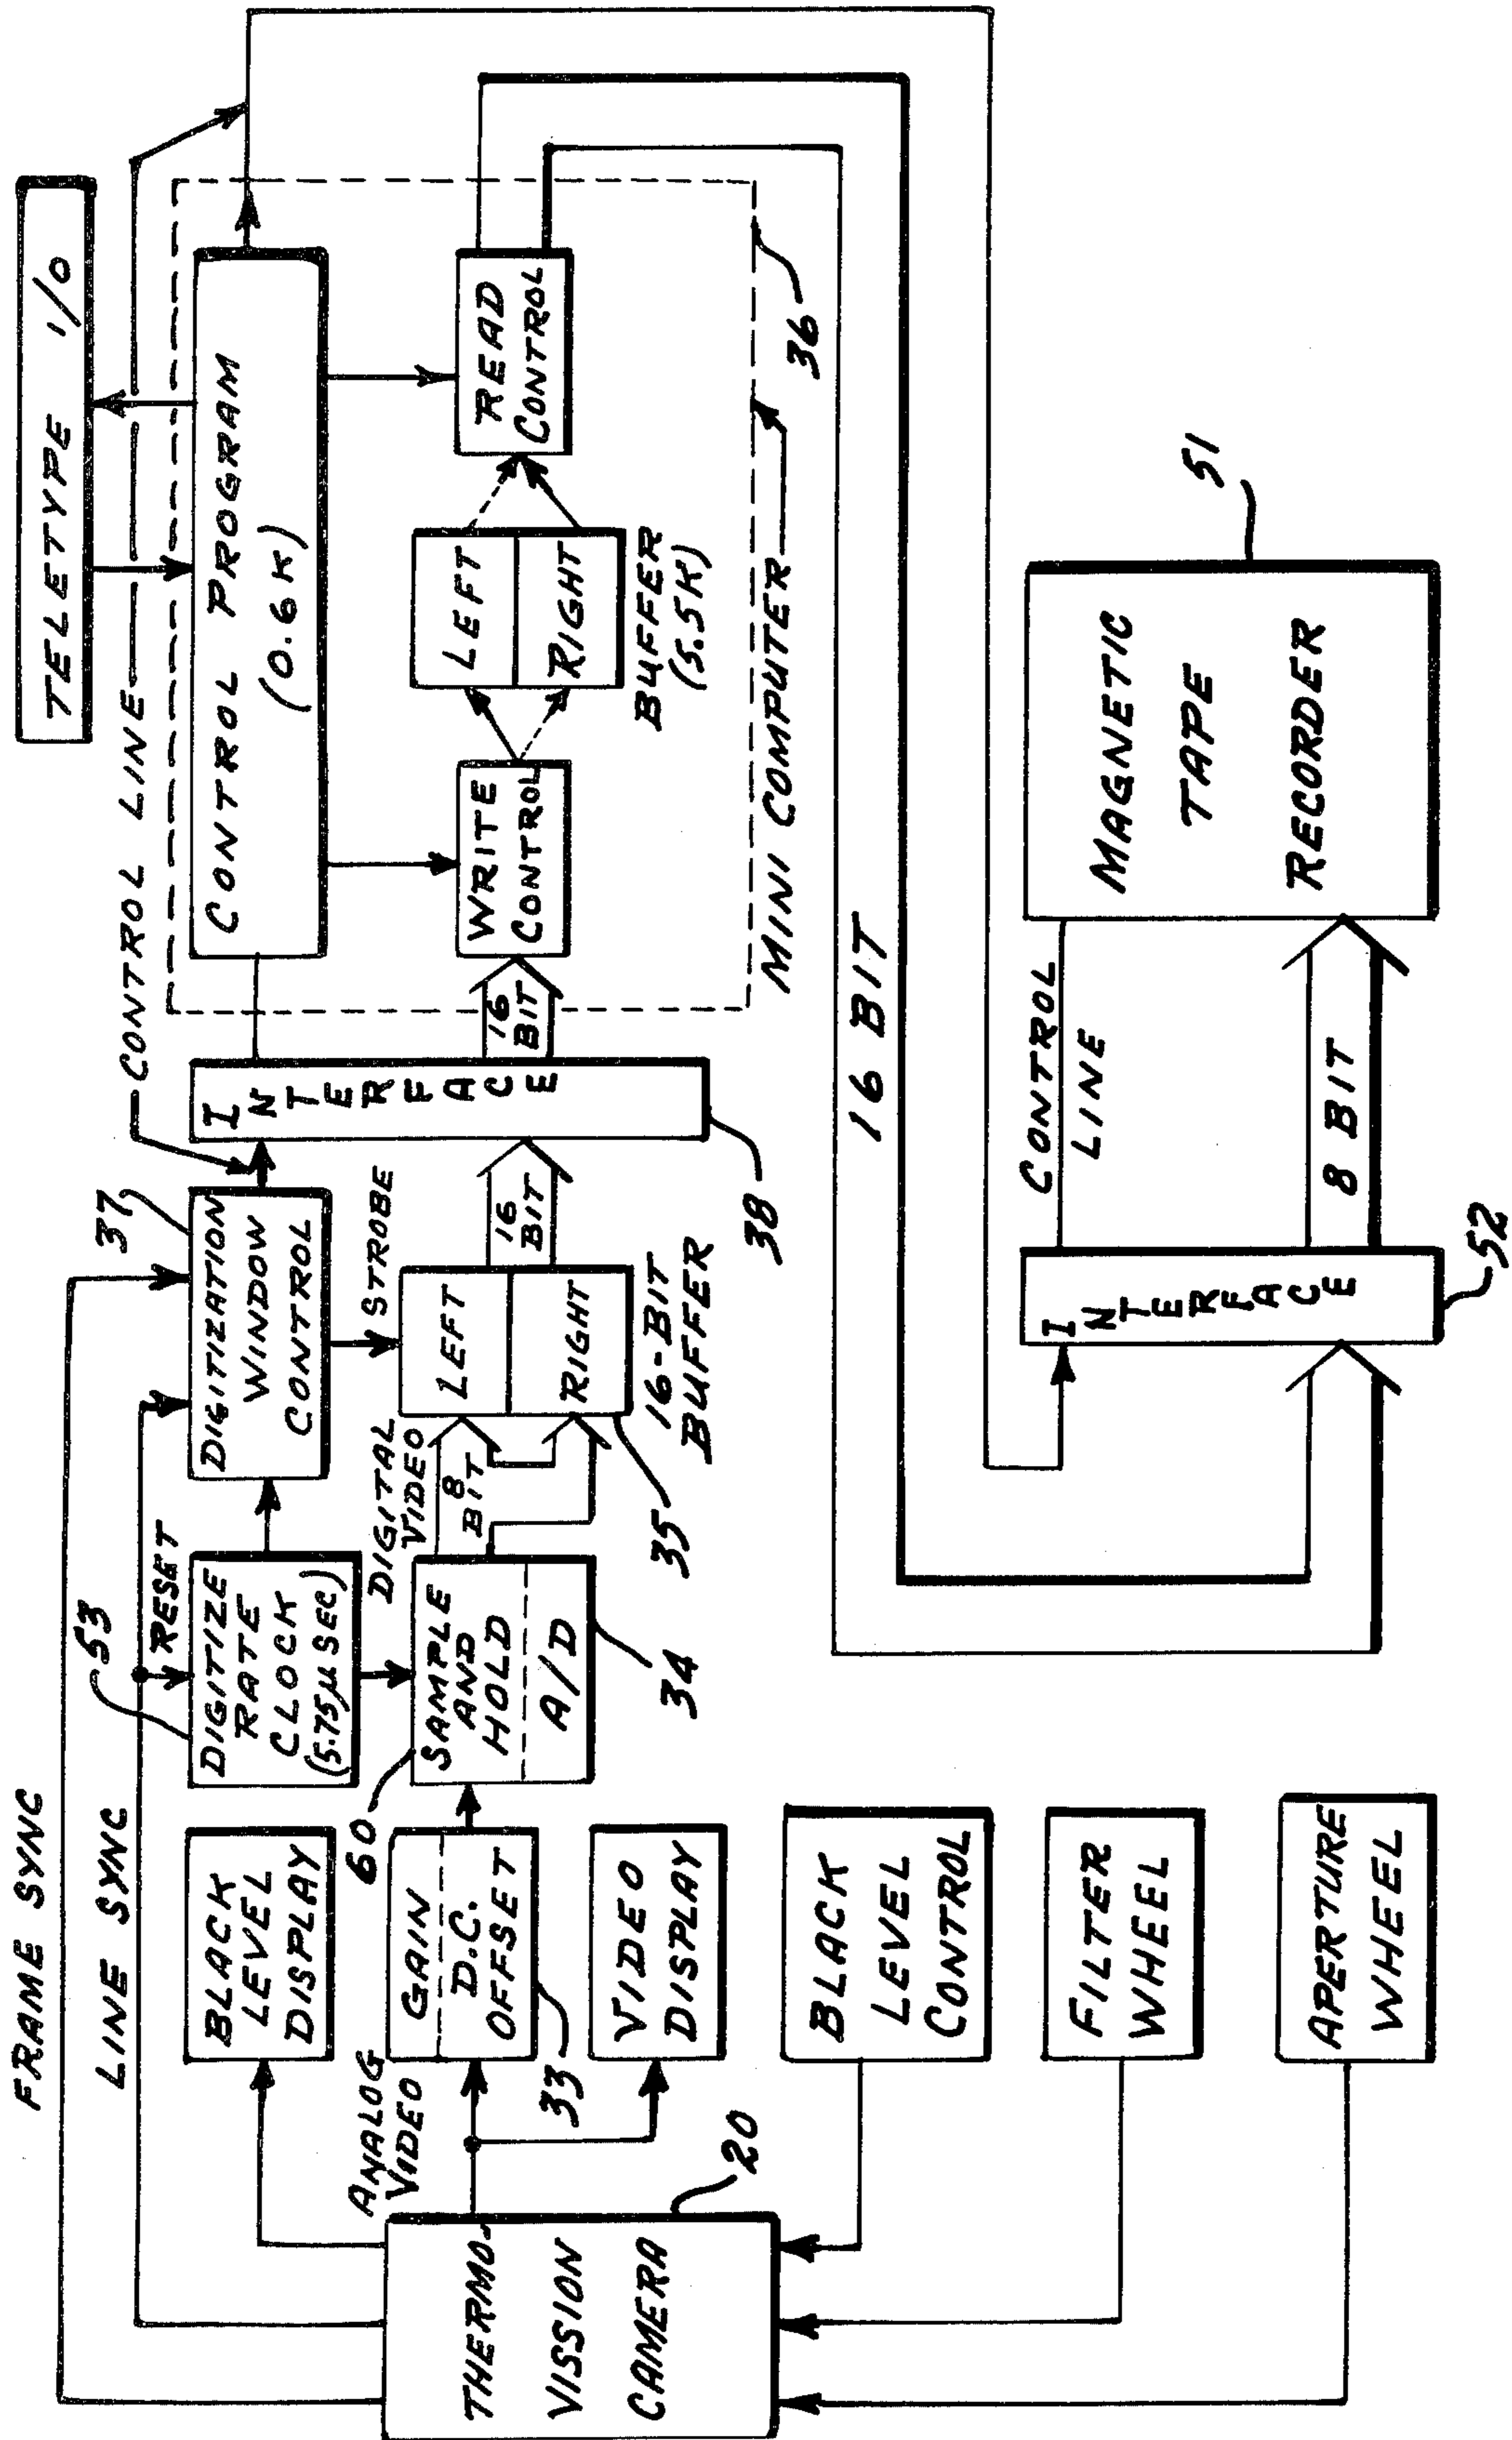 FRAME SYNC
LINE SYNC
RESET
53
37
CONTROL LINE
TELETYPE I/O
THERMO-
VISSION
CAMERA
20
BLACK
LEVEL
DISPLAY
ANALOG
VIDEO
GAIN
D.C.
OFFSET
33
VIDEO
DISPLAY
BLACK
LEVEL
CONTROL
FILTER
WHEEL
APERTURE
WHEEL
DIGITIZE
RATE
CLOCK
(5.75µSEC)
60
SAMPLE
AND
HOLD
A/D
34
DIGITAL
VIDEO
8
BIT
DIGITIZATION
WINDOW
CONTROL
STROBE
LEFT
RIGHT
35
16-BIT
BUFFER
16
BIT
INTERFACE
38
16
BIT
CONTROL PROGRAM
(0.6K)
WRITE
CONTROL
LEFT
RIGHT
BUFFER
(5.5K)
READ
CONTROL
MINI COMPUTER
36
16 BIT
INTERFACE
52
CONTROL
LINE
8 BIT
MAGNETIC
TAPE
RECORDER
51